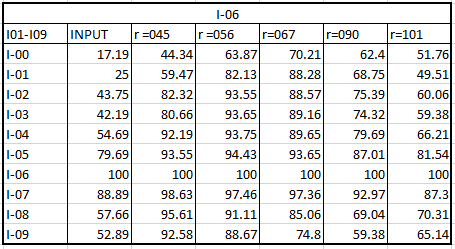 I-06
I01-I09 INPUT r =045 r =056 r=067 r=090 r=101
I-00 17.19 44.34 63.87 70.21 62.4 51.76
I-01 25 59.47 82.13 88.28 68.75 49.51
I-02 43.75 82.32 93.55 88.57 75.39 60.06
I-03 42.19 80.66 93.65 89.16 74.32 59.38
I-04 54.69 92.19 93.75 89.65 79.69 66.21
I-05 79.69 93.55 94.43 93.65 87.01 81.54
I-06 100 100 100 100 100 100
I-07 88.89 98.63 97.46 97.36 92.97 87.3
I-08 57.66 95.61 91.11 85.06 69.04 70.31
I-09 52.89 92.58 88.67 74.8 59.38 65.14